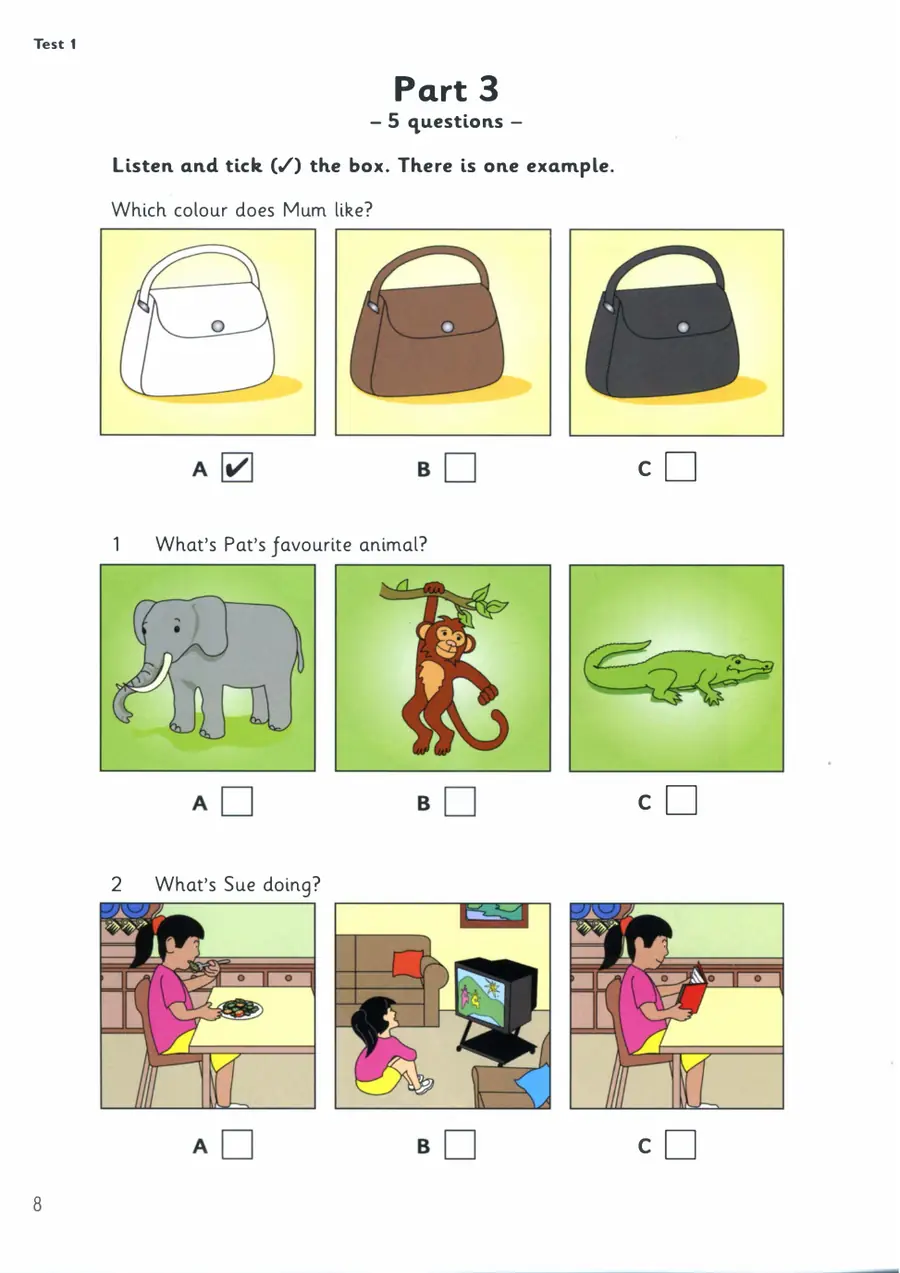 Test 1
Part 3
– 5 questions –
Listen and tick (✓) the box. There is one example.
Which colour does Mum like?
A ✔ B C
1 What's Pat's favourite animal?
A B C
2 What's Sue doing?
A B C
8